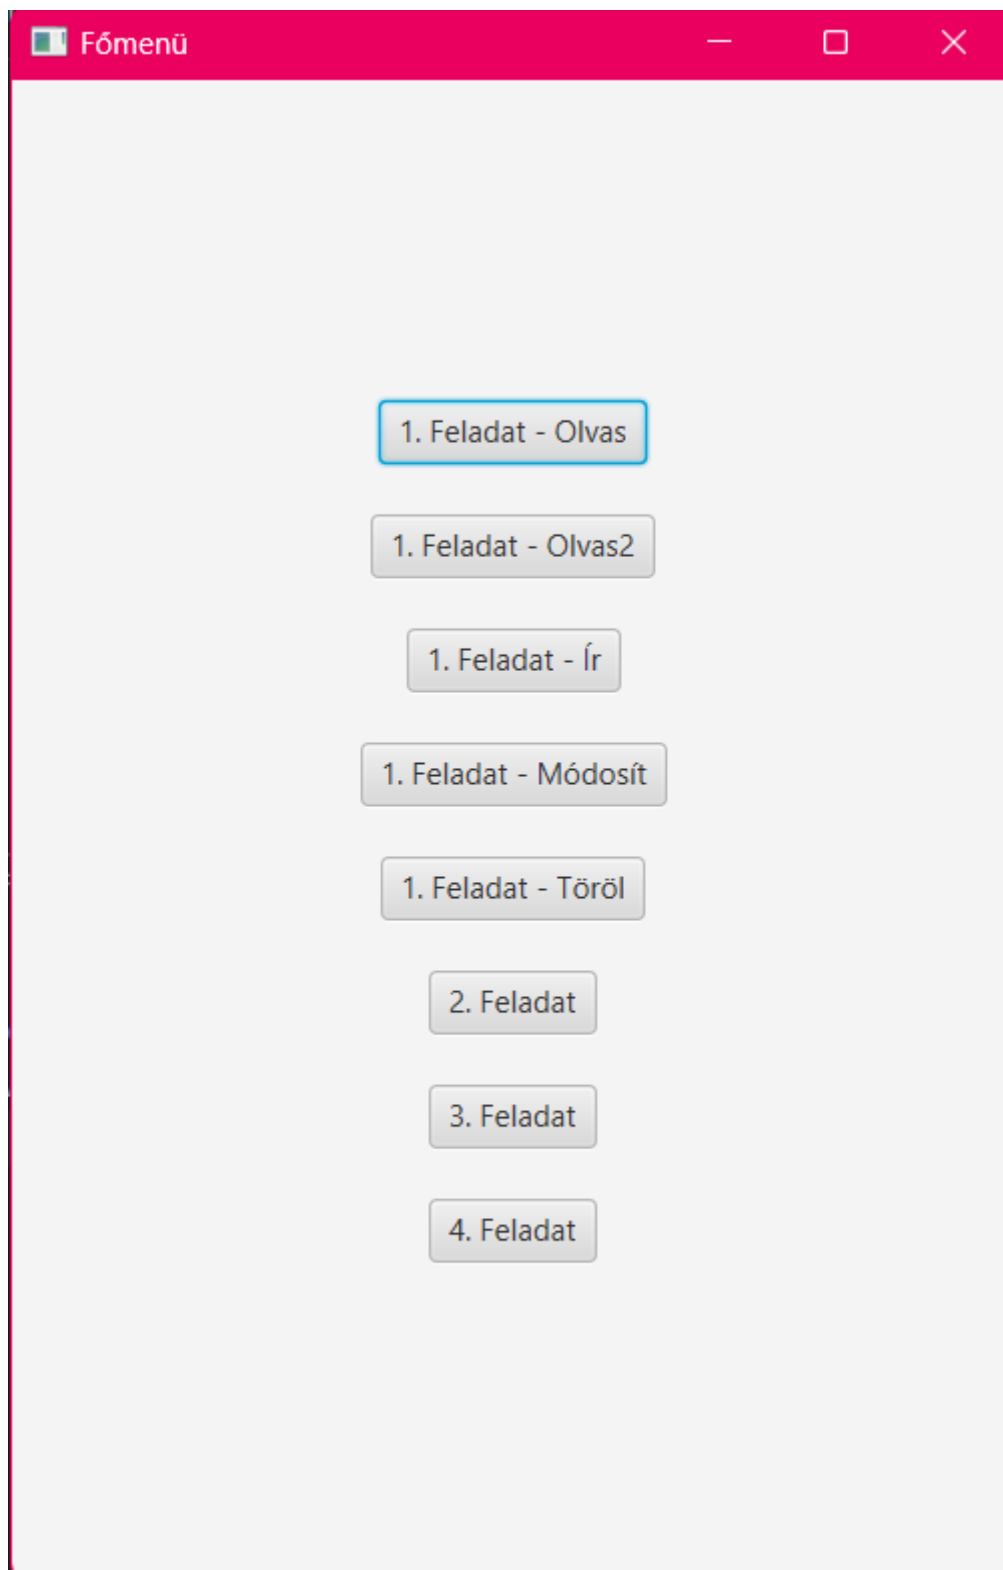 Főmenü
1. Feladat - Olvas
1. Feladat - Olvas2
1. Feladat - Ír
1. Feladat - Módosít
1. Feladat - Töröl
2. Feladat
3. Feladat
4. Feladat